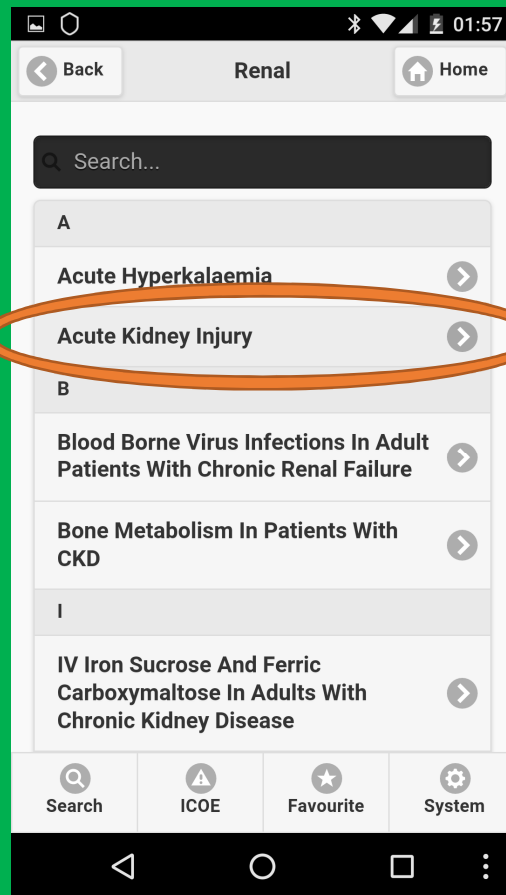 01:57
Back
Renal
Home
Search...
A
Acute Hyperkalaemia
Acute Kidney Injury
B
Blood Borne Virus Infections In Adult
Patients With Chronic Renal Failure
Bone Metabolism In Patients With
CKD
I
IV Iron Sucrose And Ferric
Carboxymaltose In Adults With
Chronic Kidney Disease
Search
ICOE
Favourite
System